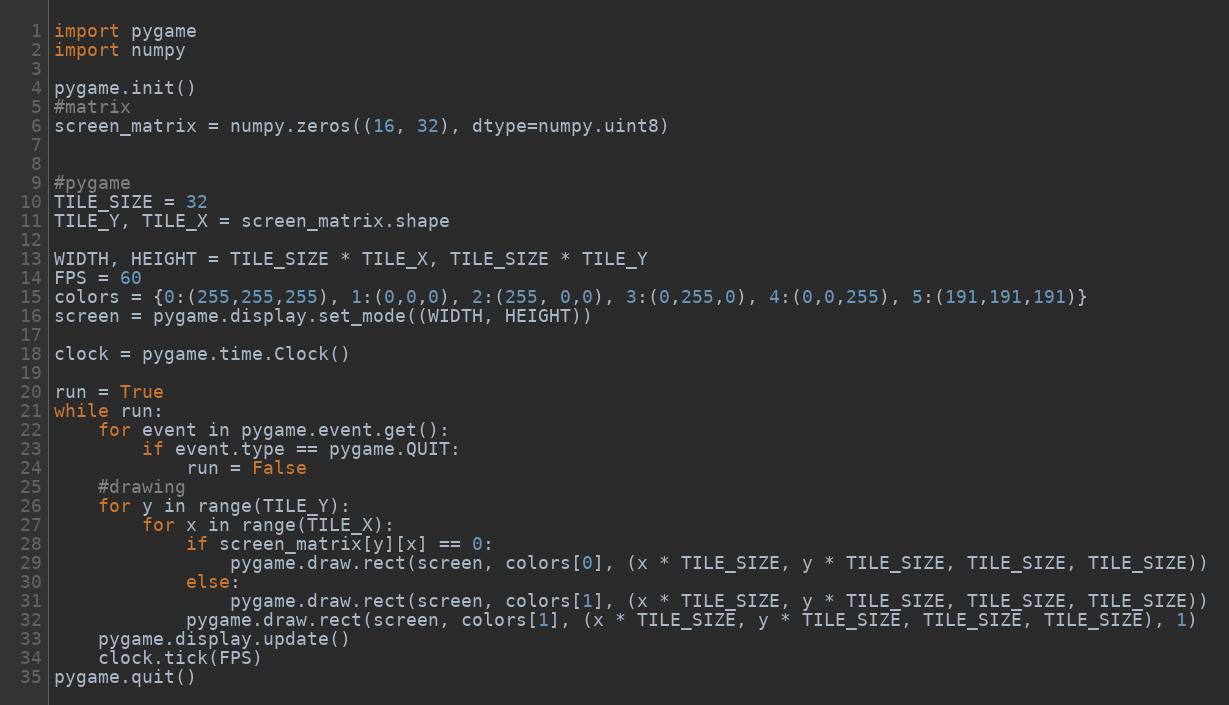 1 import pygame
2 import numpy
3
4 pygame.init()
5 #matrix
6 screen_matrix = numpy.zeros((16, 32), dtype=numpy.uint8)
7
8
9 #pygame
10 TILE_SIZE = 32
11 TILE_Y, TILE_X = screen_matrix.shape
12
13 WIDTH, HEIGHT = TILE_SIZE * TILE_X, TILE_SIZE * TILE_Y
14 FPS = 60
15 colors = {0:(255,255,255), 1:(0,0,0), 2:(255, 0,0), 3:(0,255,0), 4:(0,0,255), 5:(191,191,191)}
16 screen = pygame.display.set_mode((WIDTH, HEIGHT))
17
18 clock = pygame.time.Clock()
19
20 run = True
21 while run:
22     for event in pygame.event.get():
23         if event.type == pygame.QUIT:
24             run = False
25     #drawing
26     for y in range(TILE_Y):
27         for x in range(TILE_X):
28             if screen_matrix[y][x] == 0:
29                 pygame.draw.rect(screen, colors[0], (x * TILE_SIZE, y * TILE_SIZE, TILE_SIZE, TILE_SIZE))
30             else:
31                 pygame.draw.rect(screen, colors[1], (x * TILE_SIZE, y * TILE_SIZE, TILE_SIZE, TILE_SIZE))
32             pygame.draw.rect(screen, colors[1], (x * TILE_SIZE, y * TILE_SIZE, TILE_SIZE, TILE_SIZE), 1)
33     pygame.display.update()
34     clock.tick(FPS)
35 pygame.quit()